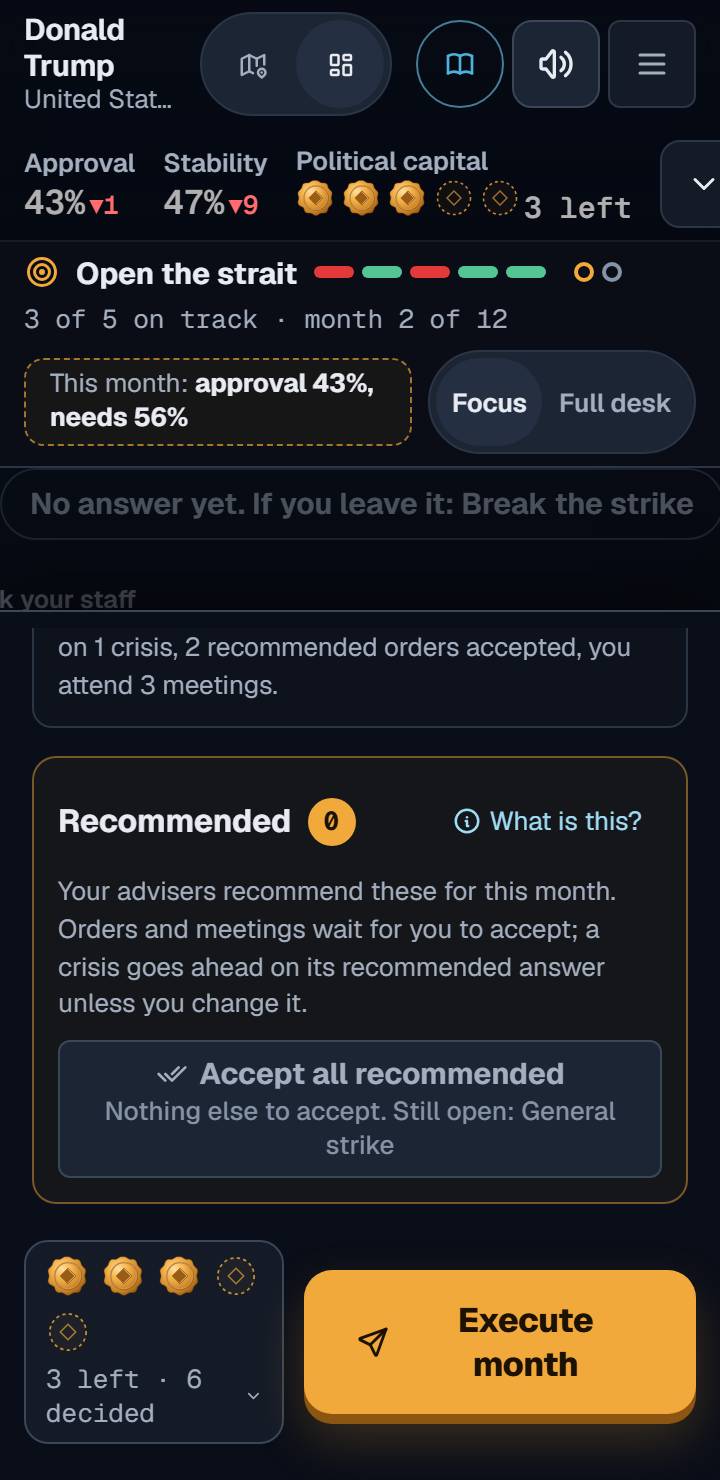 Donald
Trump
United Stat...
Approval
43%▾1
Stability
47%▾9
Political capital
3 left
Open the strait
3 of 5 on track · month 2 of 12
This month: approval 43%,
needs 56%
Focus
Full desk
No answer yet. If you leave it: Break the strike
k your staff
on 1 crisis, 2 recommended orders accepted, you
attend 3 meetings.
Recommended 0
What is this?
Your advisers recommend these for this month.
Orders and meetings wait for you to accept; a
crisis goes ahead on its recommended answer
unless you change it.
Accept all recommended
Nothing else to accept. Still open: General
strike
3 left · 6
decided
Execute
month